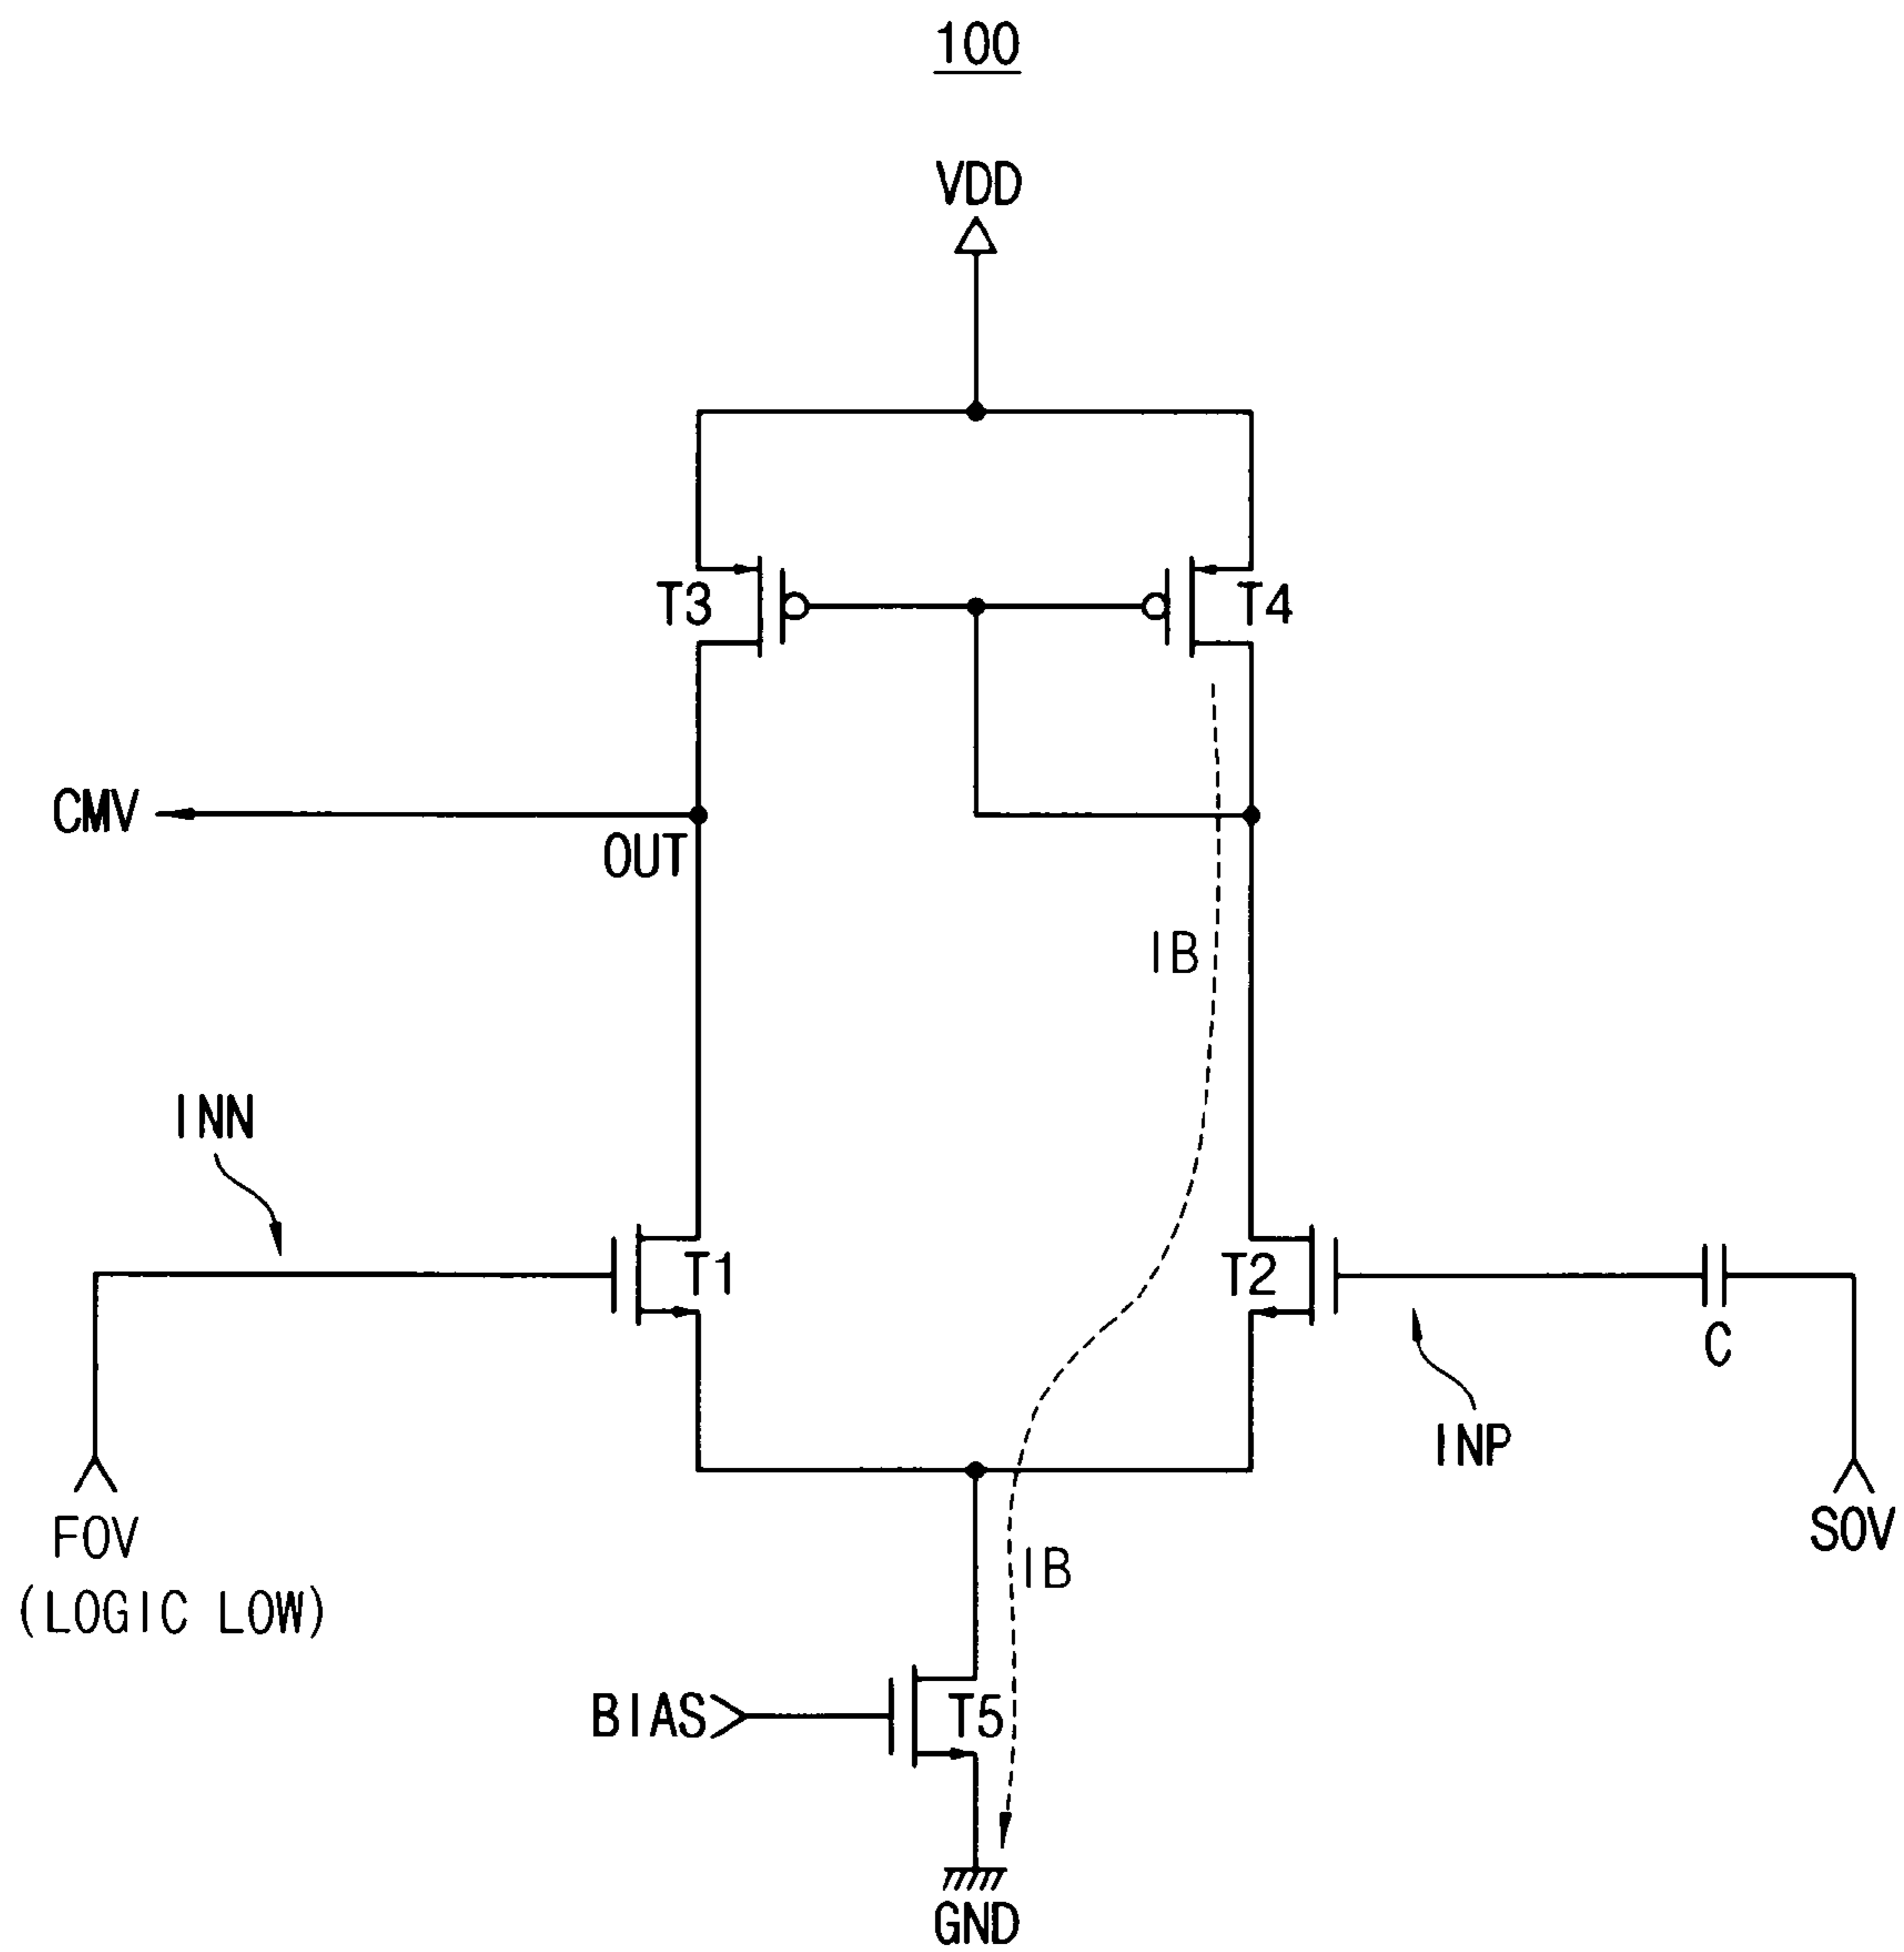 100
VDD
T3
T4
CMV
OUT
IB
INN
T1
T2
C
INP
FOV
(LOGIC LOW)
SOV
IB
BIAS
T5
GND